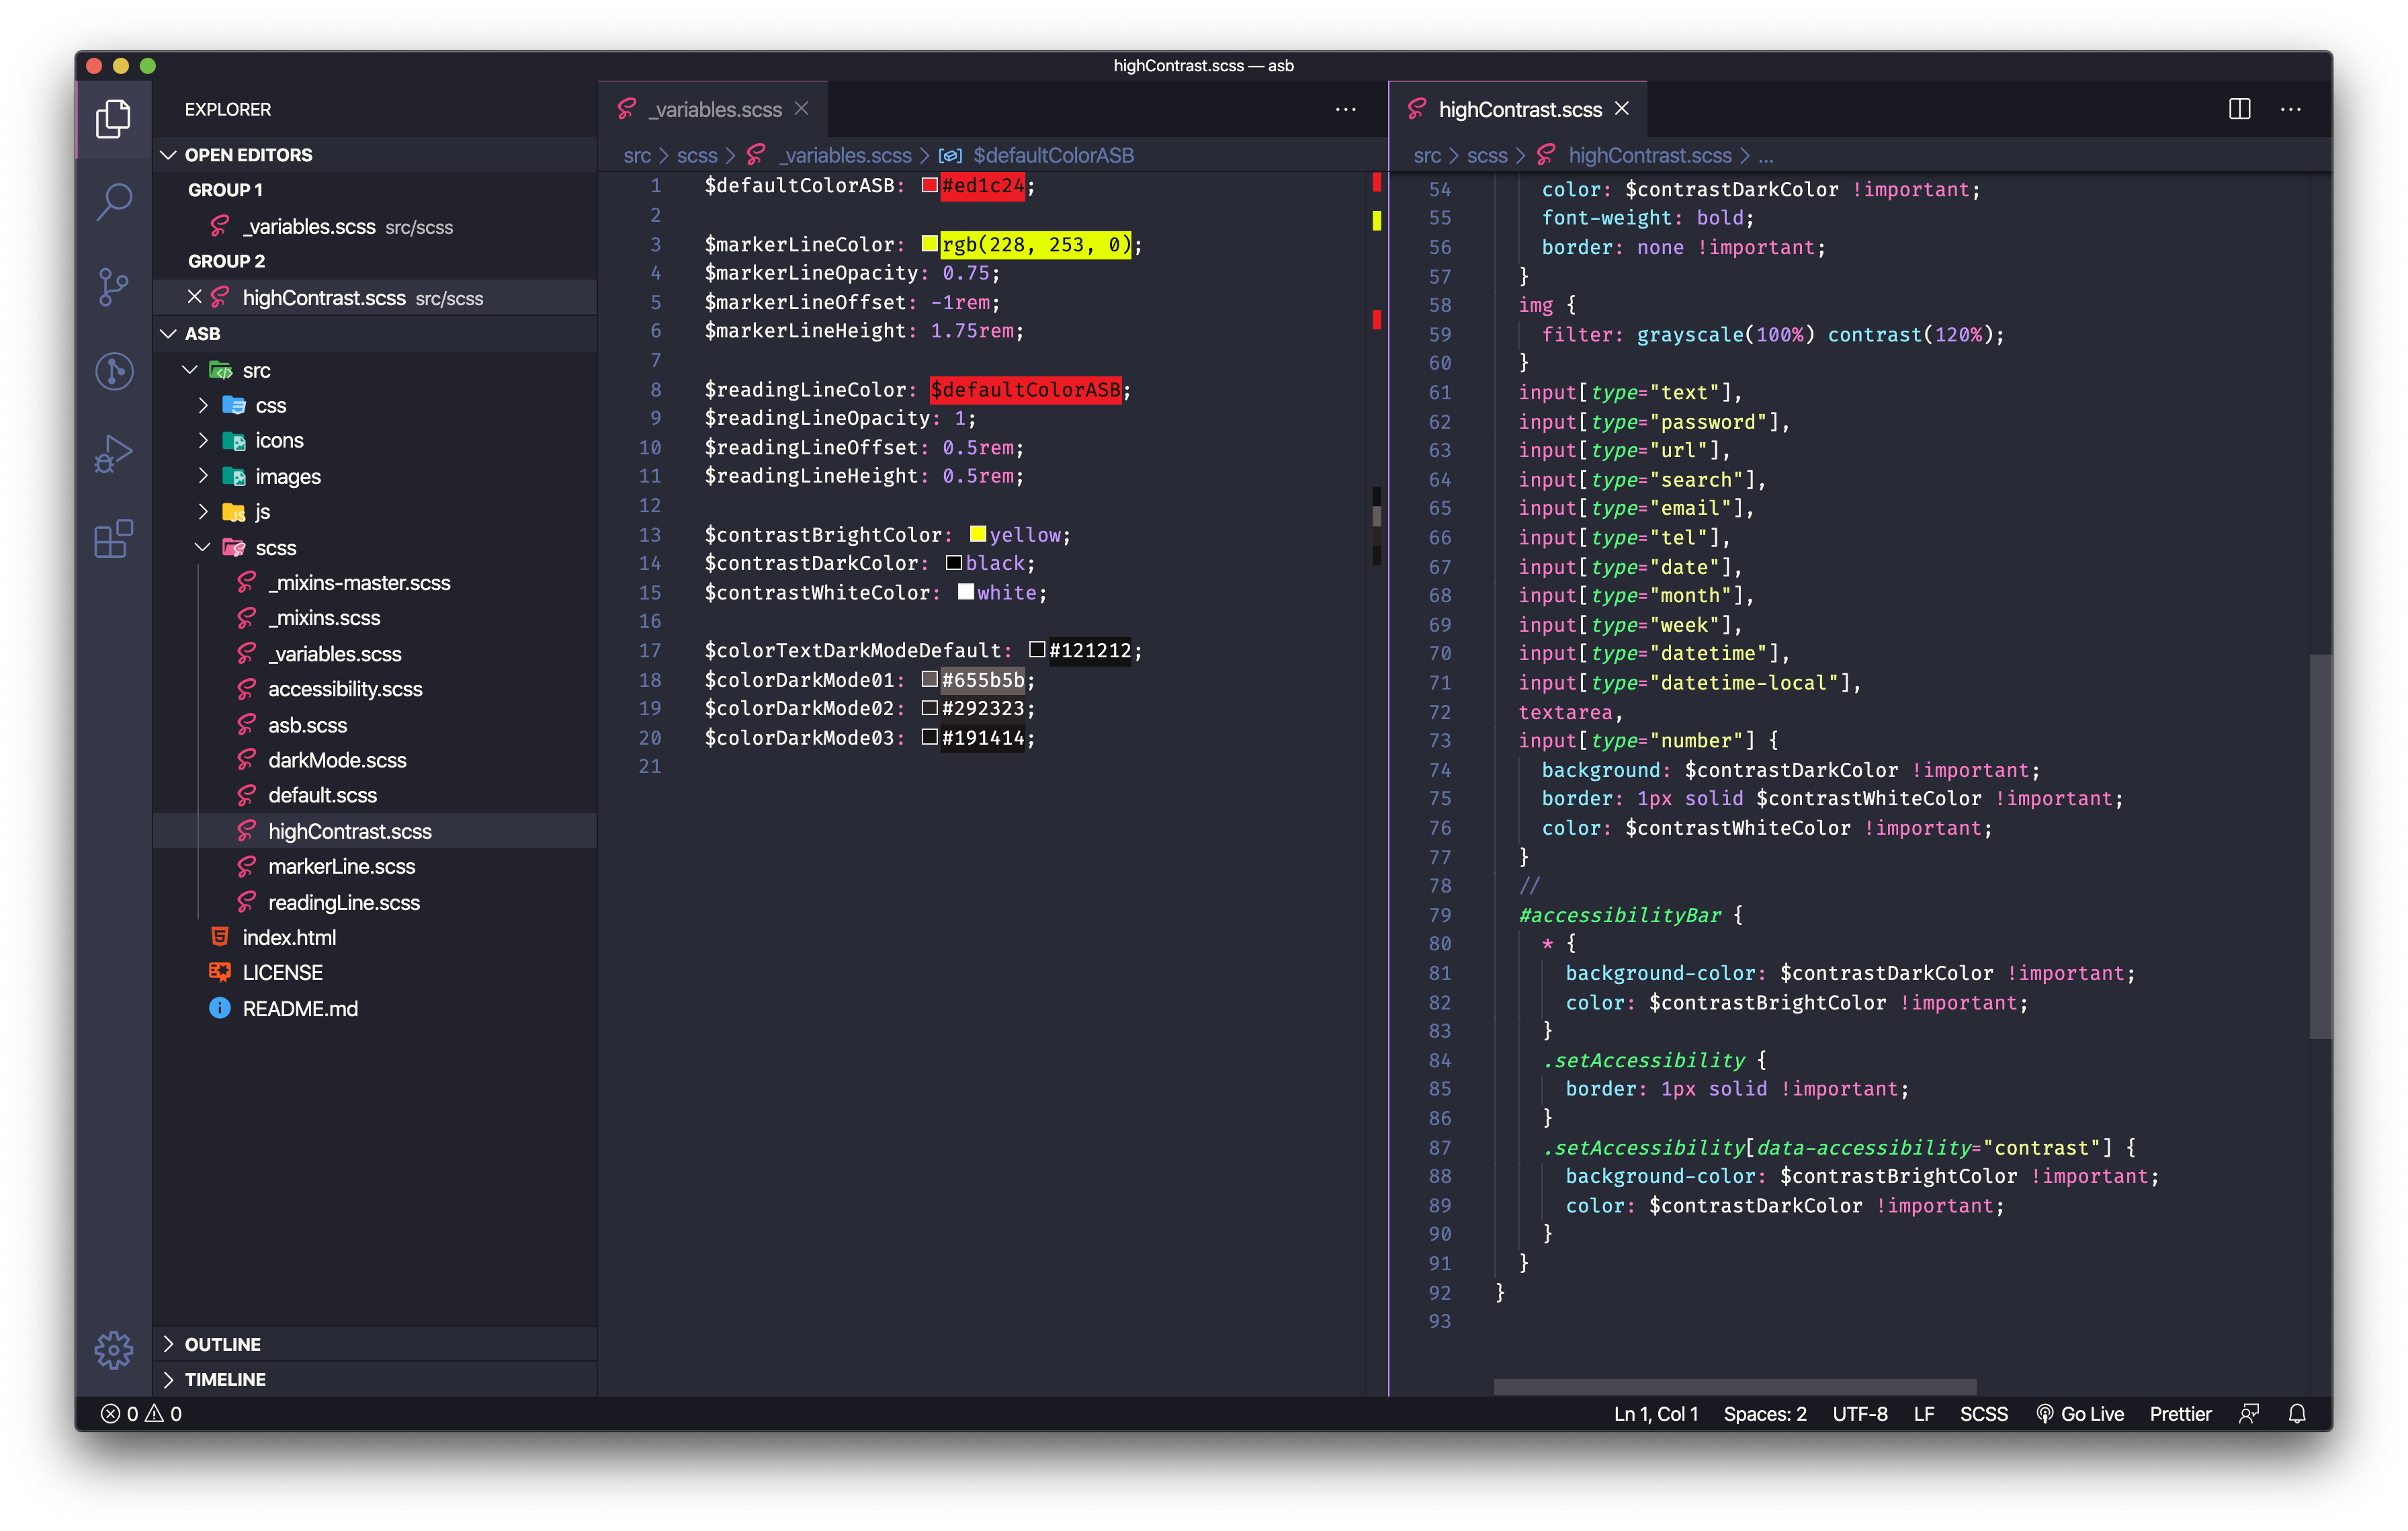 highContrast.scss — asb
EXPLORER
OPEN EDITORS
GROUP 1
_variables.scss src/scss
GROUP 2
highContrast.scss src/scss
ASB
src
css
icons
images
js
scss
_mixins-master.scss
_mixins.scss
_variables.scss
accessibility.scss
asb.scss
darkMode.scss
default.scss
highContrast.scss
markerLine.scss
readingLine.scss
index.html
LICENSE
README.md
OUTLINE
TIMELINE
_variables.scss
src > scss > _variables.scss > $defaultColorASB
1 $defaultColorASB: #ed1c24;
2
3 $markerLineColor: rgb(228, 253, 0);
4 $markerLineOpacity: 0.75;
5 $markerLineOffset: -1rem;
6 $markerLineHeight: 1.75rem;
7
8 $readingLineColor: $defaultColorASB;
9 $readingLineOpacity: 1;
10 $readingLineOffset: 0.5rem;
11 $readingLineHeight: 0.5rem;
12
13 $contrastBrightColor: yellow;
14 $contrastDarkColor: black;
15 $contrastWhiteColor: white;
16
17 $colorTextDarkModeDefault: #121212;
18 $colorDarkMode01: #655b5b;
19 $colorDarkMode02: #292323;
20 $colorDarkMode03: #191414;
21
highContrast.scss
src > scss > highContrast.scss > ...
54 color: $contrastDarkColor !important;
55 font-weight: bold;
56 border: none !important;
57 }
58 img {
59 filter: grayscale(100%) contrast(120%);
60 }
61 input[type="text"],
62 input[type="password"],
63 input[type="url"],
64 input[type="search"],
65 input[type="email"],
66 input[type="tel"],
67 input[type="date"],
68 input[type="month"],
69 input[type="week"],
70 input[type="datetime"],
71 input[type="datetime-local"],
72 textarea,
73 input[type="number"] {
74 background: $contrastDarkColor !important;
75 border: 1px solid $contrastWhiteColor !important;
76 color: $contrastWhiteColor !important;
77 }
78 //
79 #accessibilityBar {
80 * {
81 background-color: $contrastDarkColor !important;
82 color: $contrastBrightColor !important;
83 }
84 .setAccessibility {
85 border: 1px solid !important;
86 }
87 .setAccessibility[data-accessibility="contrast"] {
88 background-color: $contrastBrightColor !important;
89 color: $contrastDarkColor !important;
90 }
91 }
92 }
93
0 0
Ln 1, Col 1 Spaces: 2 UTF-8 LF SCSS Go Live Prettier